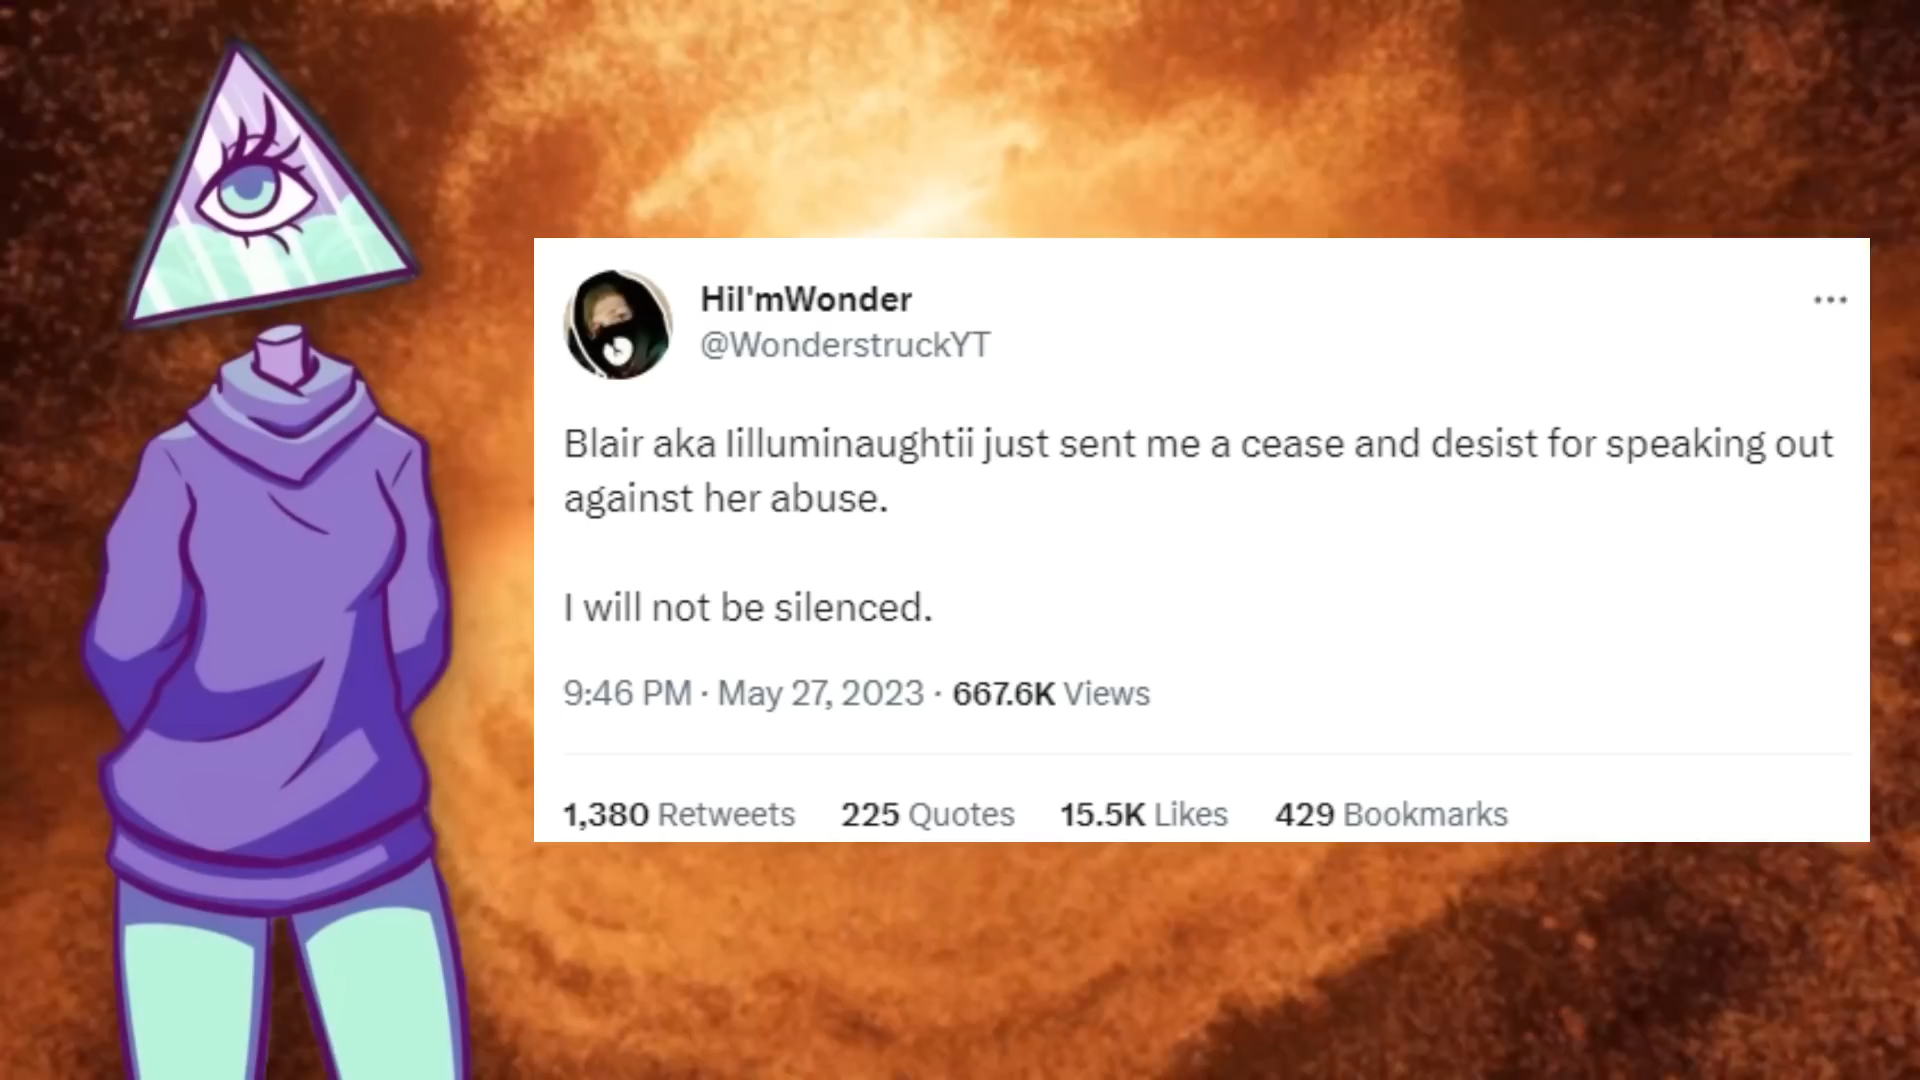 HiI'mWonder
@WonderstruckYT
Blair aka Iilluminaughtii just sent me a cease and desist for speaking out
against her abuse.
I will not be silenced.
9:46 PM · May 27, 2023 · 667.6K Views
1,380 Retweets 225 Quotes 15.5K Likes 429 Bookmarks